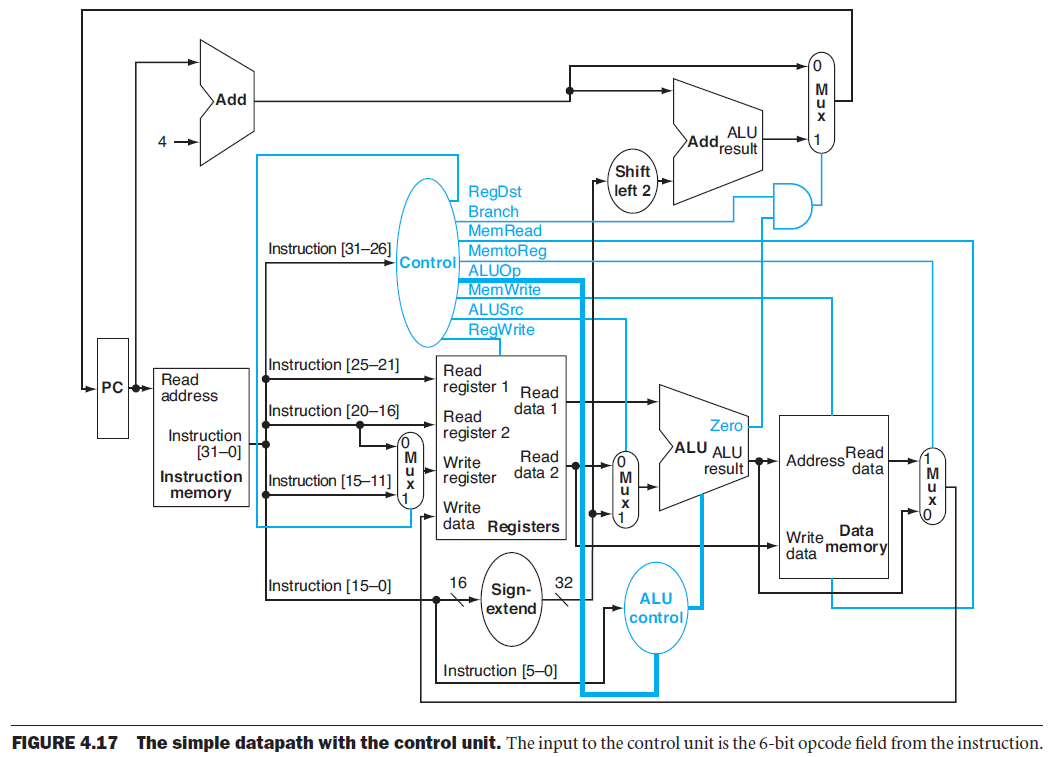 0
M
u
x
1
Add
4
Add ALU
result
Shift
left 2
RegDst
Branch
MemRead
MemtoReg
ALUOp
MemWrite
ALUSrc
RegWrite
Instruction [31–26]
Control
PC
Read
address
Instruction
[31–0]
Instruction
memory
Instruction [25–21]
Instruction [20–16]
Instruction [15–11]
0
M
u
x
1
Read
register 1
Read
register 2
Write
register
Write
data
Read
data 1
Read
data 2
Registers
0
M
u
x
1
Zero
ALU ALU
result
Address
Read
data
Write
data
Data
memory
1
M
u
x
0
Instruction [15–0]
16
Sign-
extend
32
ALU
control
Instruction [5–0]
FIGURE 4.17 The simple datapath with the control unit. The input to the control unit is the 6-bit opcode field from the instruction.